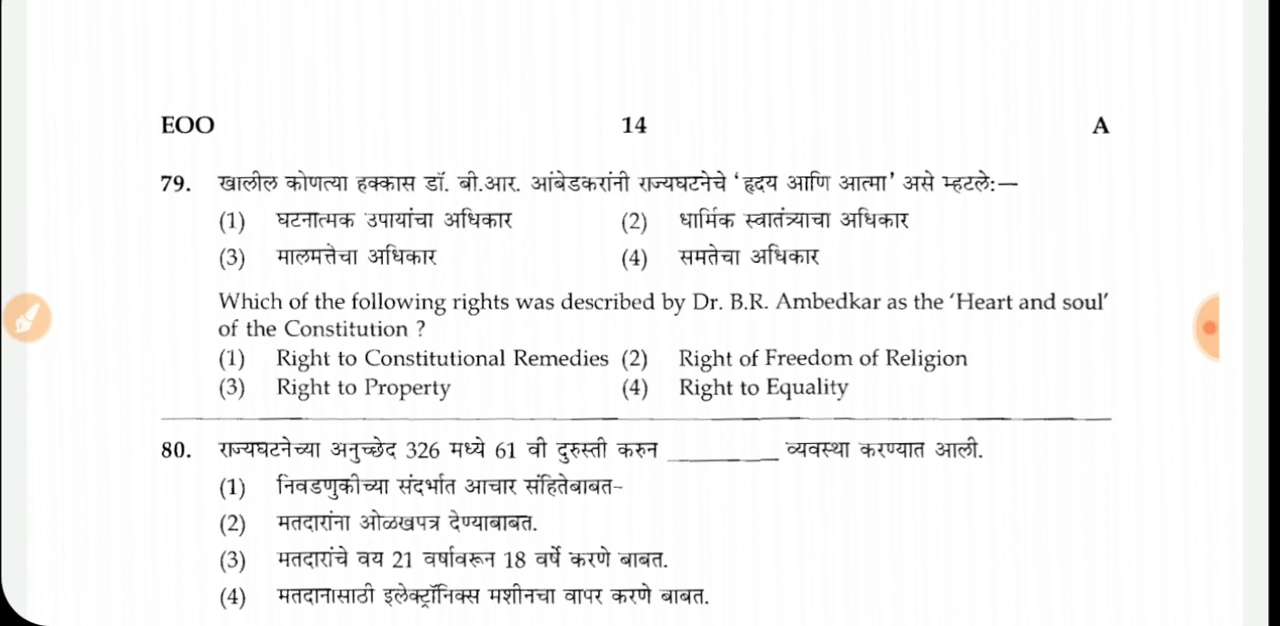 EOO 14 A
79. खालील कोणत्या हक्कास डॉ. बी.आर. आंबेडकरांनी राज्यघटनेचे ‘हृदय आणि आत्मा’ असे म्हटले:—
(1) घटनात्मक उपायांचा अधिकार (2) धार्मिक स्वातंत्र्याचा अधिकार
(3) मालमत्तेचा अधिकार (4) समतेचा अधिकार
Which of the following rights was described by Dr. B.R. Ambedkar as the ‘Heart and soul’
of the Constitution ?
(1) Right to Constitutional Remedies (2) Right of Freedom of Religion
(3) Right to Property (4) Right to Equality
80. राज्यघटनेच्या अनुच्छेद 326 मध्ये 61 वी दुरुस्ती करुन ________ व्यवस्था करण्यात आली.
(1) निवडणुकीच्या संदर्भात आचार संहितेबाबत-
(2) मतदारांना ओळखपत्र देण्याबाबत.
(3) मतदारांचे वय 21 वर्षावरून 18 वर्षे करणे बाबत.
(4) मतदानासाठी इलेक्ट्रॉनिक्स मशीनचा वापर करणे बाबत.